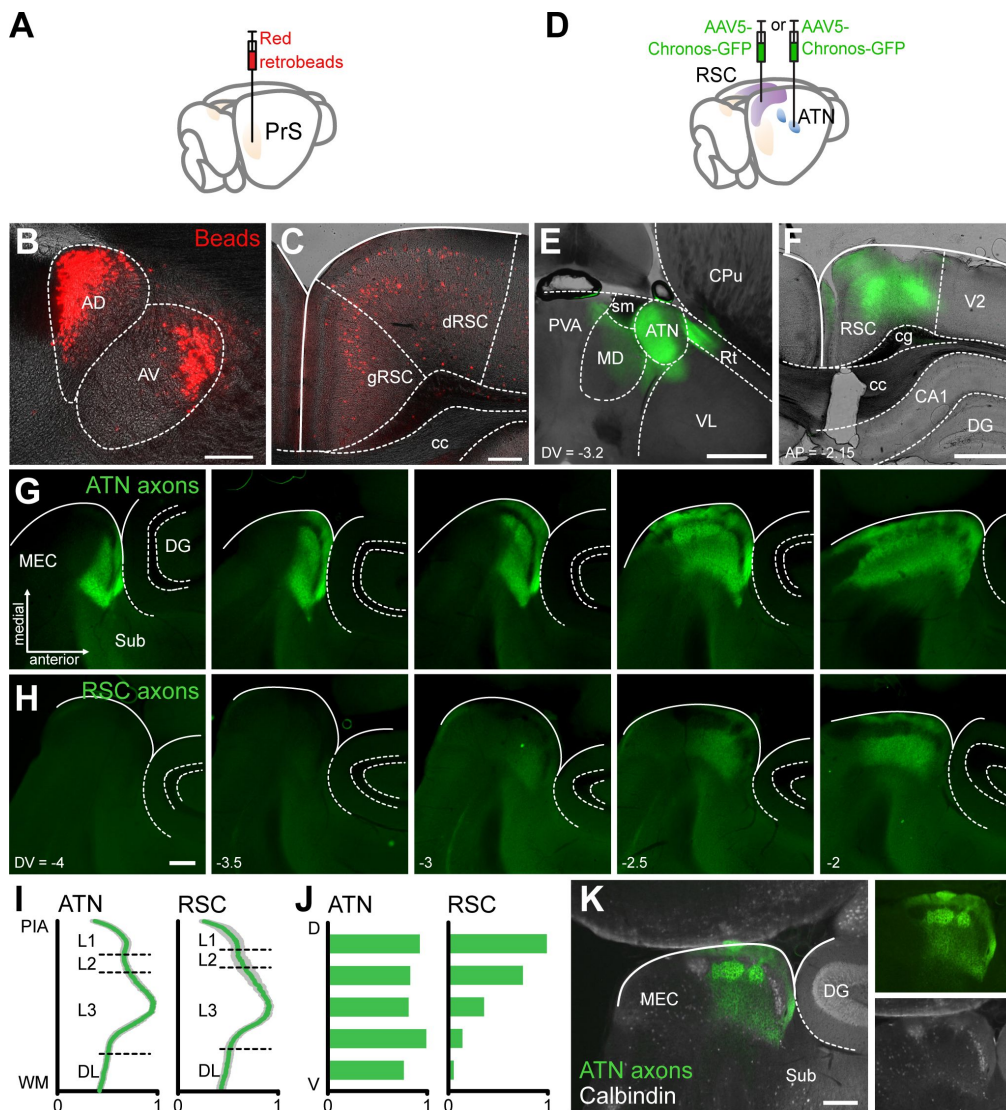 A
Red
retrobeads
PrS
D
AAV5- or AAV5-
Chronos-GFP Chronos-GFP
RSC
ATN
B
Beads
AD
AV
C
dRSC
gRSC
cc
E
CPu
sm
PVA
ATN
MD
Rt
VL
DV = -3.2
F
V2
RSC
cg
cc
CA1
DG
AP = -2.15
G
ATN axons
MEC
DG
medial
anterior
Sub
H
RSC axons
DV = -4
-3.5
-3
-2.5
-2
I
ATN RSC
PIA
L1 L1
L2 L2
L3 L3
DL DL
WM
0 1 0 1
J
ATN RSC
D
V
0 1 0 1
K
MEC
DG
ATN axons
Calbindin
Sub